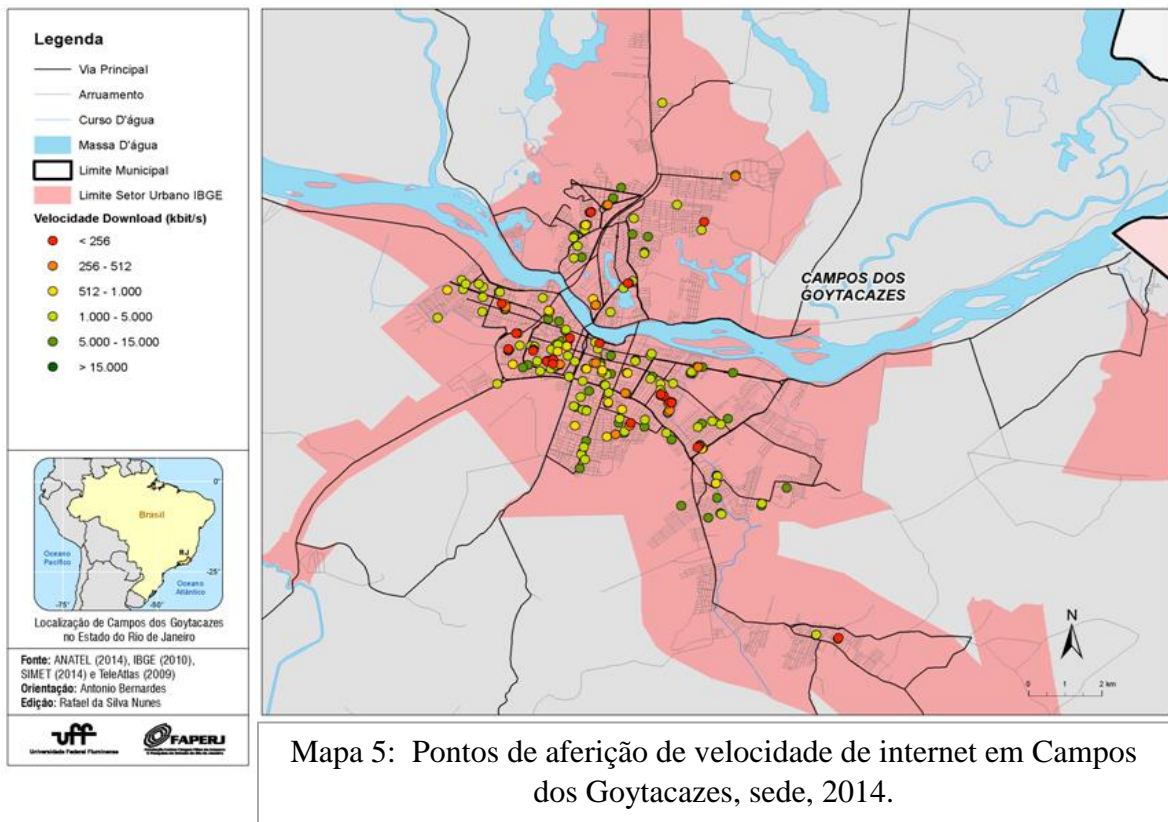 Legenda
Via Principal
Arruamento
Curso D'água
Massa D'água
Limite Municipal
Limite Setor Urbano IBGE
Velocidade Download (kbit/s)
< 256
256 - 512
512 - 1.000
1.000 - 5.000
5.000 - 15.000
> 15.000
0°
Brasil
RJ
Oceano
Pacífico
-25°
Oceano
Atlântico
-75°
-50°
Localização de Campos dos Goytacazes
no Estado do Rio de Janeiro
Fonte: ANATEL (2014), IBGE (2010),
SIMET (2014) e TeleAtlas (2009)
Orientação: Antonio Bernardes
Edição: Rafael da Silva Nunes
uff
Universidade Federal Fluminense
FAPERJ
CAMPOS DOS
GOYTACAZES
N
0 1 2 km
Mapa 5: Pontos de aferição de velocidade de internet em Campos
dos Goytacazes, sede, 2014.